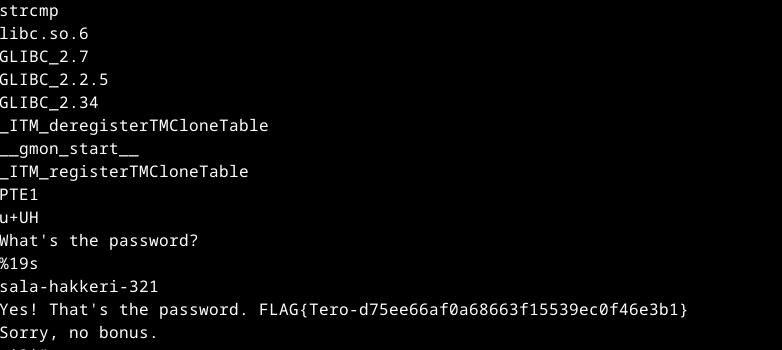 strcmp
libc.so.6
GLIBC_2.7
GLIBC_2.2.5
GLIBC_2.34
_ITM_deregisterTMCloneTable
__gmon_start__
_ITM_registerTMCloneTable
PTE1
u+UH
What's the password?
%19s
sala-hakkeri-321
Yes! That's the password. FLAG{Tero-d75ee66af0a68663f15539ec0f46e3b1}
Sorry, no bonus.